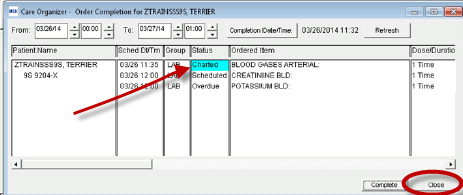 Care Organizer - Order Completion for ZTRAINSSS9S, TERRIER
From: 03/26/14 00:00 To: 03/27/14 01:00 Completion Date/Time: 03/26/2014 11:32 Refresh
Patient Name Sched Dt/Tm Group Status Ordered Item Dose/Duratio
ZTRAINSSS9S, TERRIER 03/26 11:35 LAB Charted BLOOD GASES ARTERIAL:  1 Time
9S 9204-X 03/26 12:00 LAB Scheduled CREATININE BLD: 1 Time
03/26 12:00 LAB Overdue POTASSIUM BLD: 1 Time
Complete Close